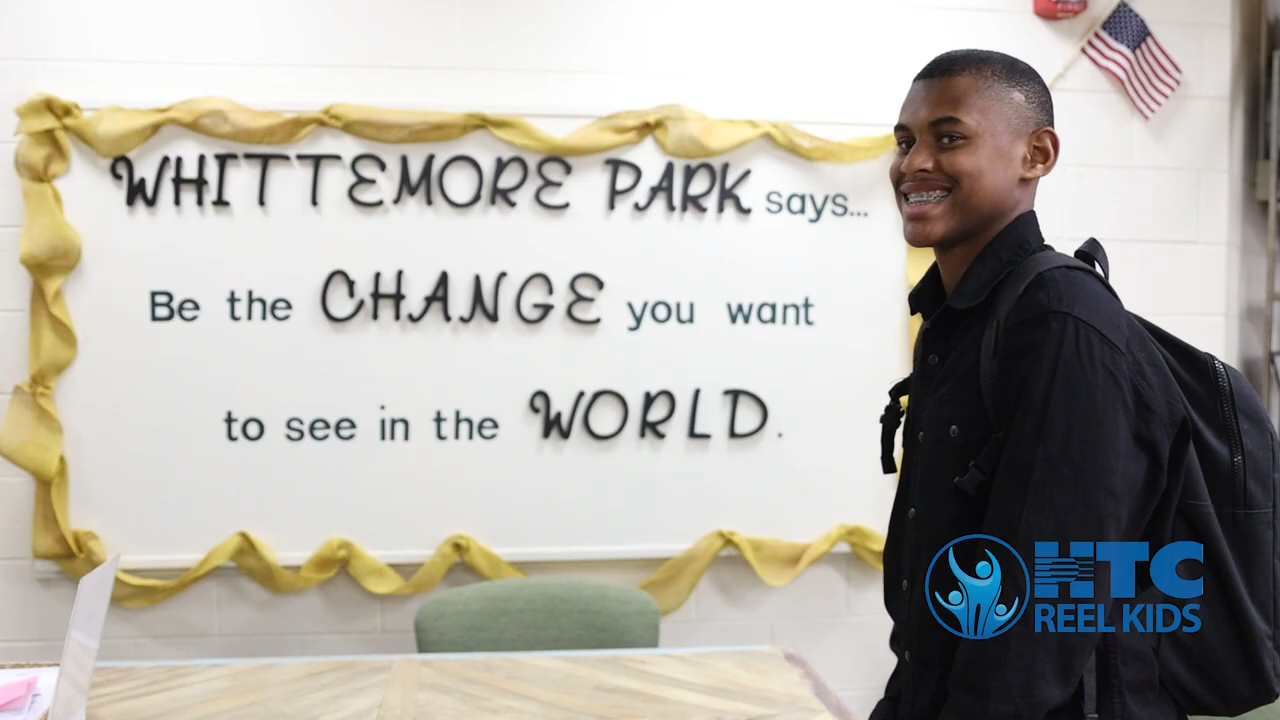 WHITTEMORE PARK says...
Be the CHANGE you want
to see in the WORLD.
HTC
REEL KIDS